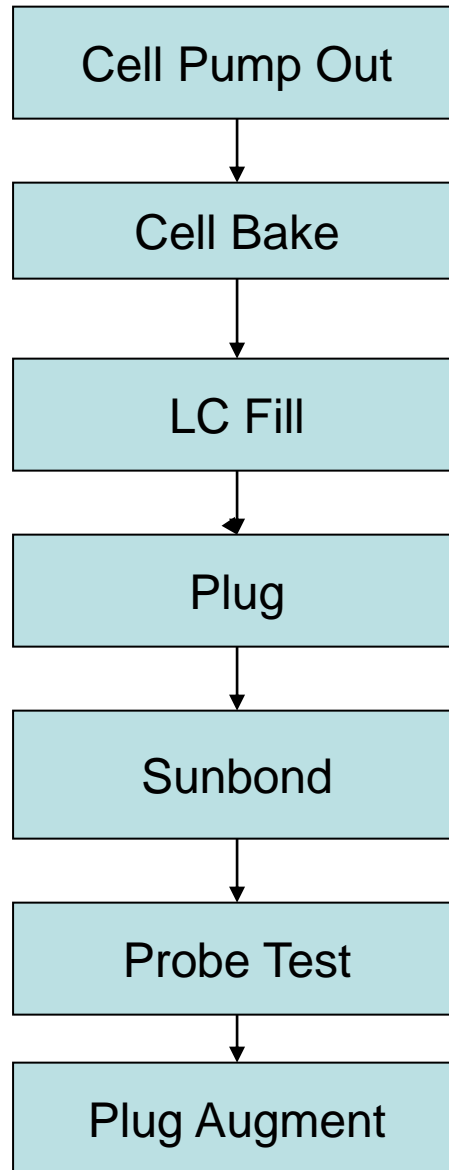 Cell Pump Out
Cell Bake
LC Fill
Plug
Sunbond
Probe Test
Plug Augment